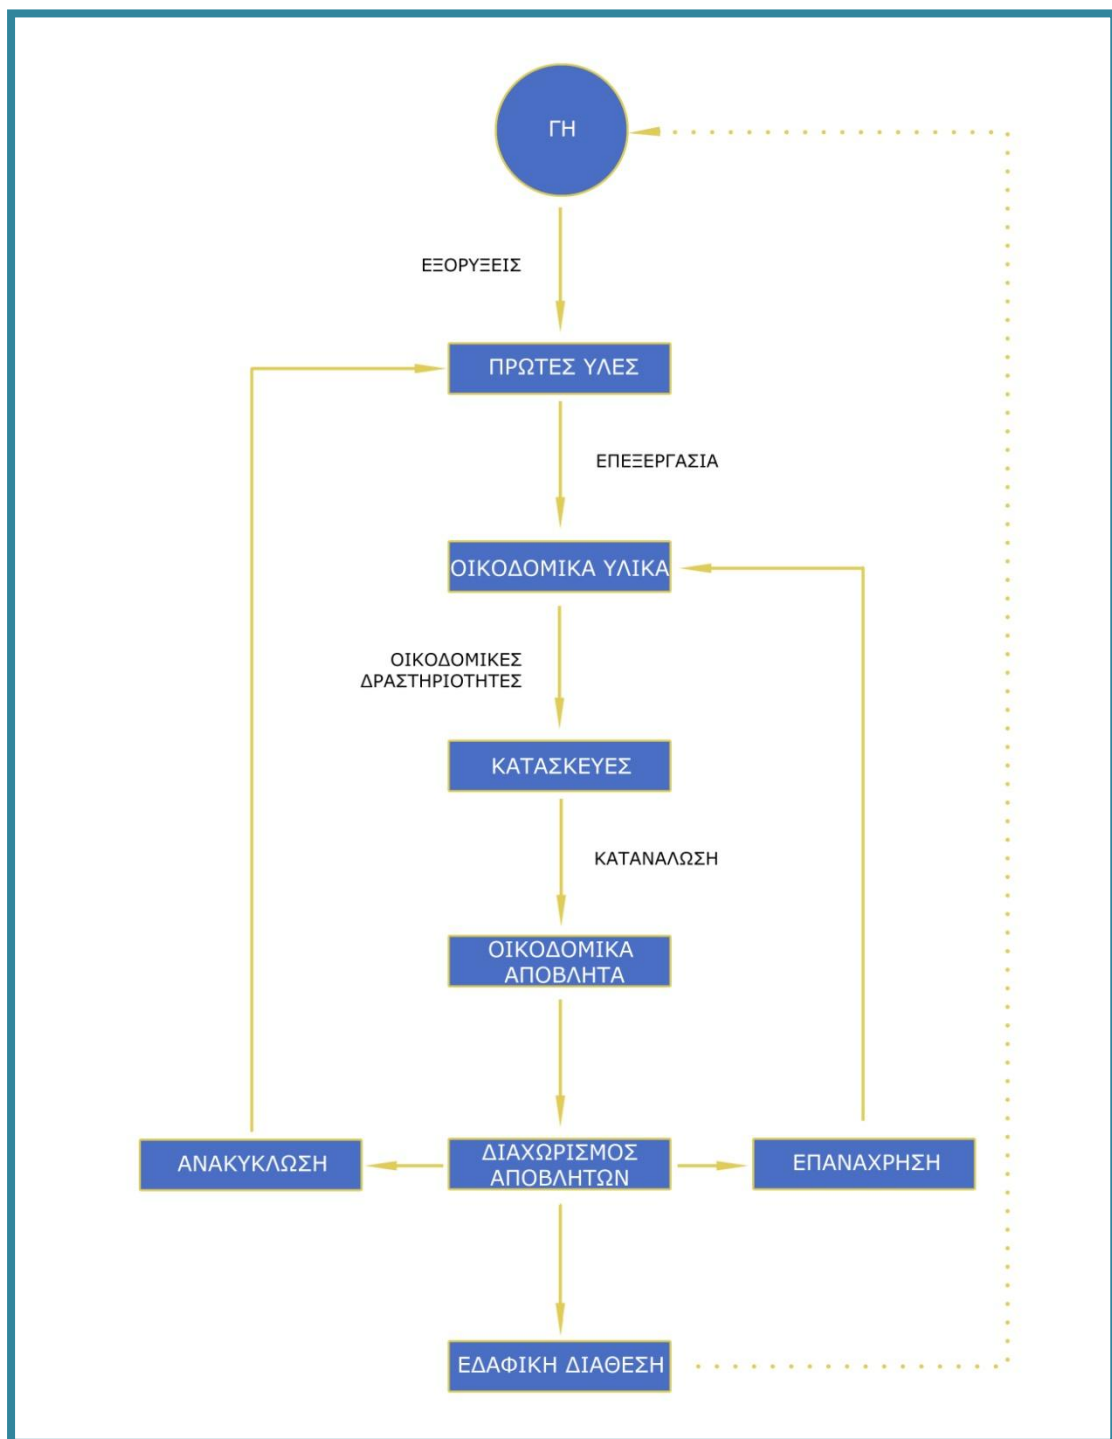 ΓΗ
ΕΞΟΡΥΞΕΙΣ
ΠΡΩΤΕΣ ΥΛΕΣ
ΕΠΕΞΕΡΓΑΣΙΑ
ΟΙΚΟΔΟΜΙΚΑ ΥΛΙΚΑ
ΟΙΚΟΔΟΜΙΚΕΣ
ΔΡΑΣΤΗΡΙΟΤΗΤΕΣ
ΚΑΤΑΣΚΕΥΕΣ
ΚΑΤΑΝΑΛΩΣΗ
ΟΙΚΟΔΟΜΙΚΑ
ΑΠΟΒΛΗΤΑ
ΑΝΑΚΥΚΛΩΣΗ
ΔΙΑΧΩΡΙΣΜΟΣ
ΑΠΟΒΛΗΤΩΝ
ΕΠΑΝΑΧΡΗΣΗ
ΕΔΑΦΙΚΗ ΔΙΑΘΕΣΗ